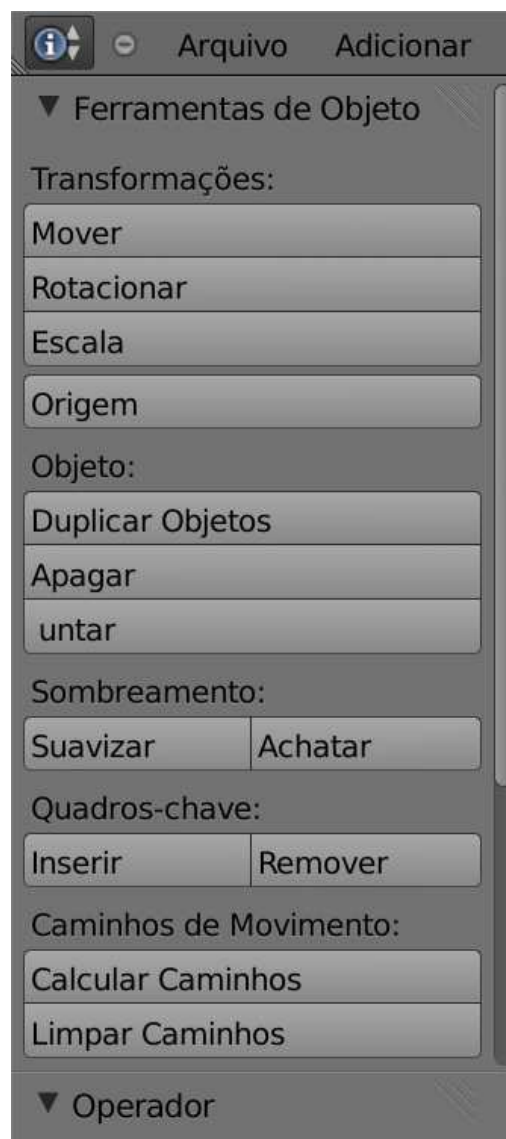 Arquivo Adicionar
Ferramentas de Objeto
Transformações:
Mover
Rotacionar
Escala
Origem
Objeto:
Duplicar Objetos
Apagar
untar
Sombreamento:
Suavizar Achatar
Quadros-chave:
Inserir Remover
Caminhos de Movimento:
Calcular Caminhos
Limpar Caminhos
Operador